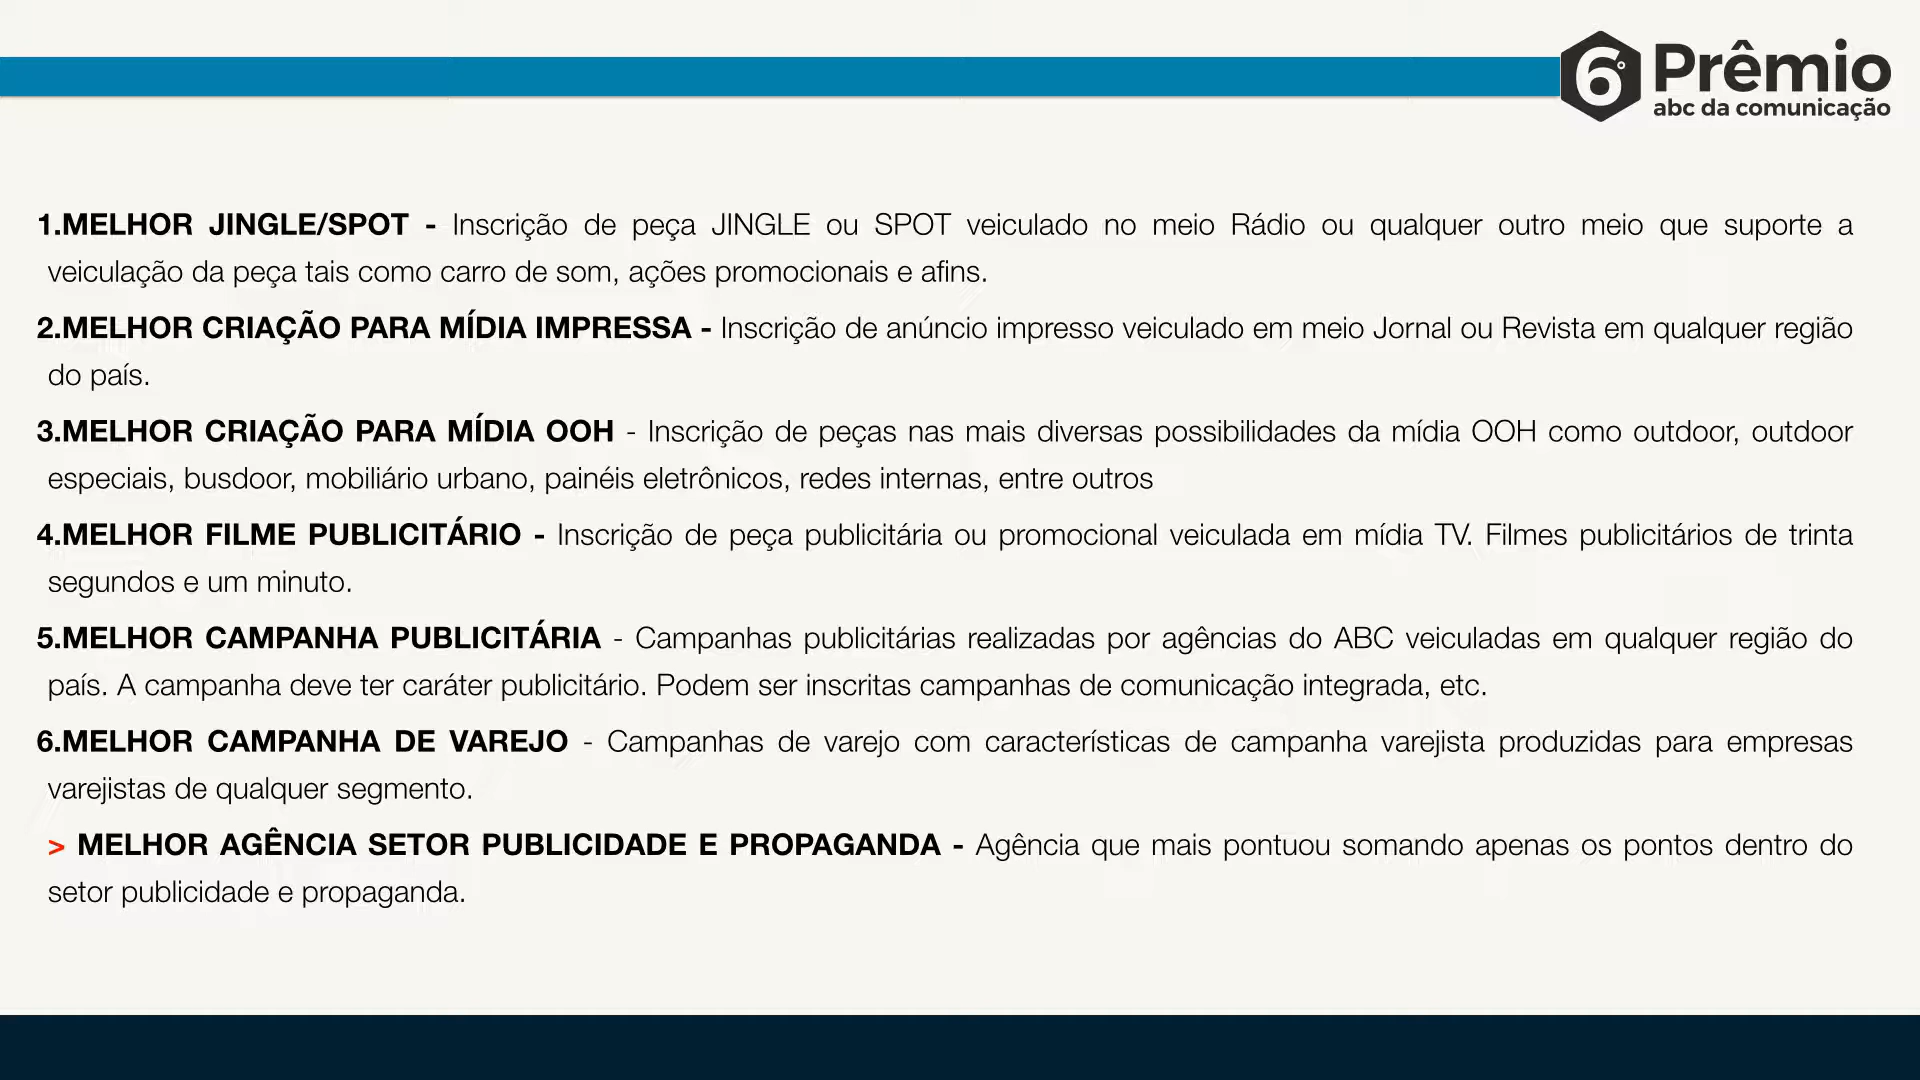 6º Prêmio
abc da comunicação
1.MELHOR JINGLE/SPOT - Inscrição de peça JINGLE ou SPOT veiculado no meio Rádio ou qualquer outro meio que suporte a
veiculação da peça tais como carro de som, ações promocionais e afins.
2.MELHOR CRIAÇÃO PARA MÍDIA IMPRESSA - Inscrição de anúncio impresso veiculado em meio Jornal ou Revista em qualquer região
do país.
3.MELHOR CRIAÇÃO PARA MÍDIA OOH - Inscrição de peças nas mais diversas possibilidades da mídia OOH como outdoor, outdoor
especiais, busdoor, mobiliário urbano, painéis eletrônicos, redes internas, entre outros
4.MELHOR FILME PUBLICITÁRIO - Inscrição de peça publicitária ou promocional veiculada em mídia TV. Filmes publicitários de trinta
segundos e um minuto.
5.MELHOR CAMPANHA PUBLICITÁRIA - Campanhas publicitárias realizadas por agências do ABC veiculadas em qualquer região do
país. A campanha deve ter caráter publicitário. Podem ser inscritas campanhas de comunicação integrada, etc.
6.MELHOR CAMPANHA DE VAREJO - Campanhas de varejo com características de campanha varejista produzidas para empresas
varejistas de qualquer segmento.
> MELHOR AGÊNCIA SETOR PUBLICIDADE E PROPAGANDA - Agência que mais pontuou somando apenas os pontos dentro do
setor publicidade e propaganda.